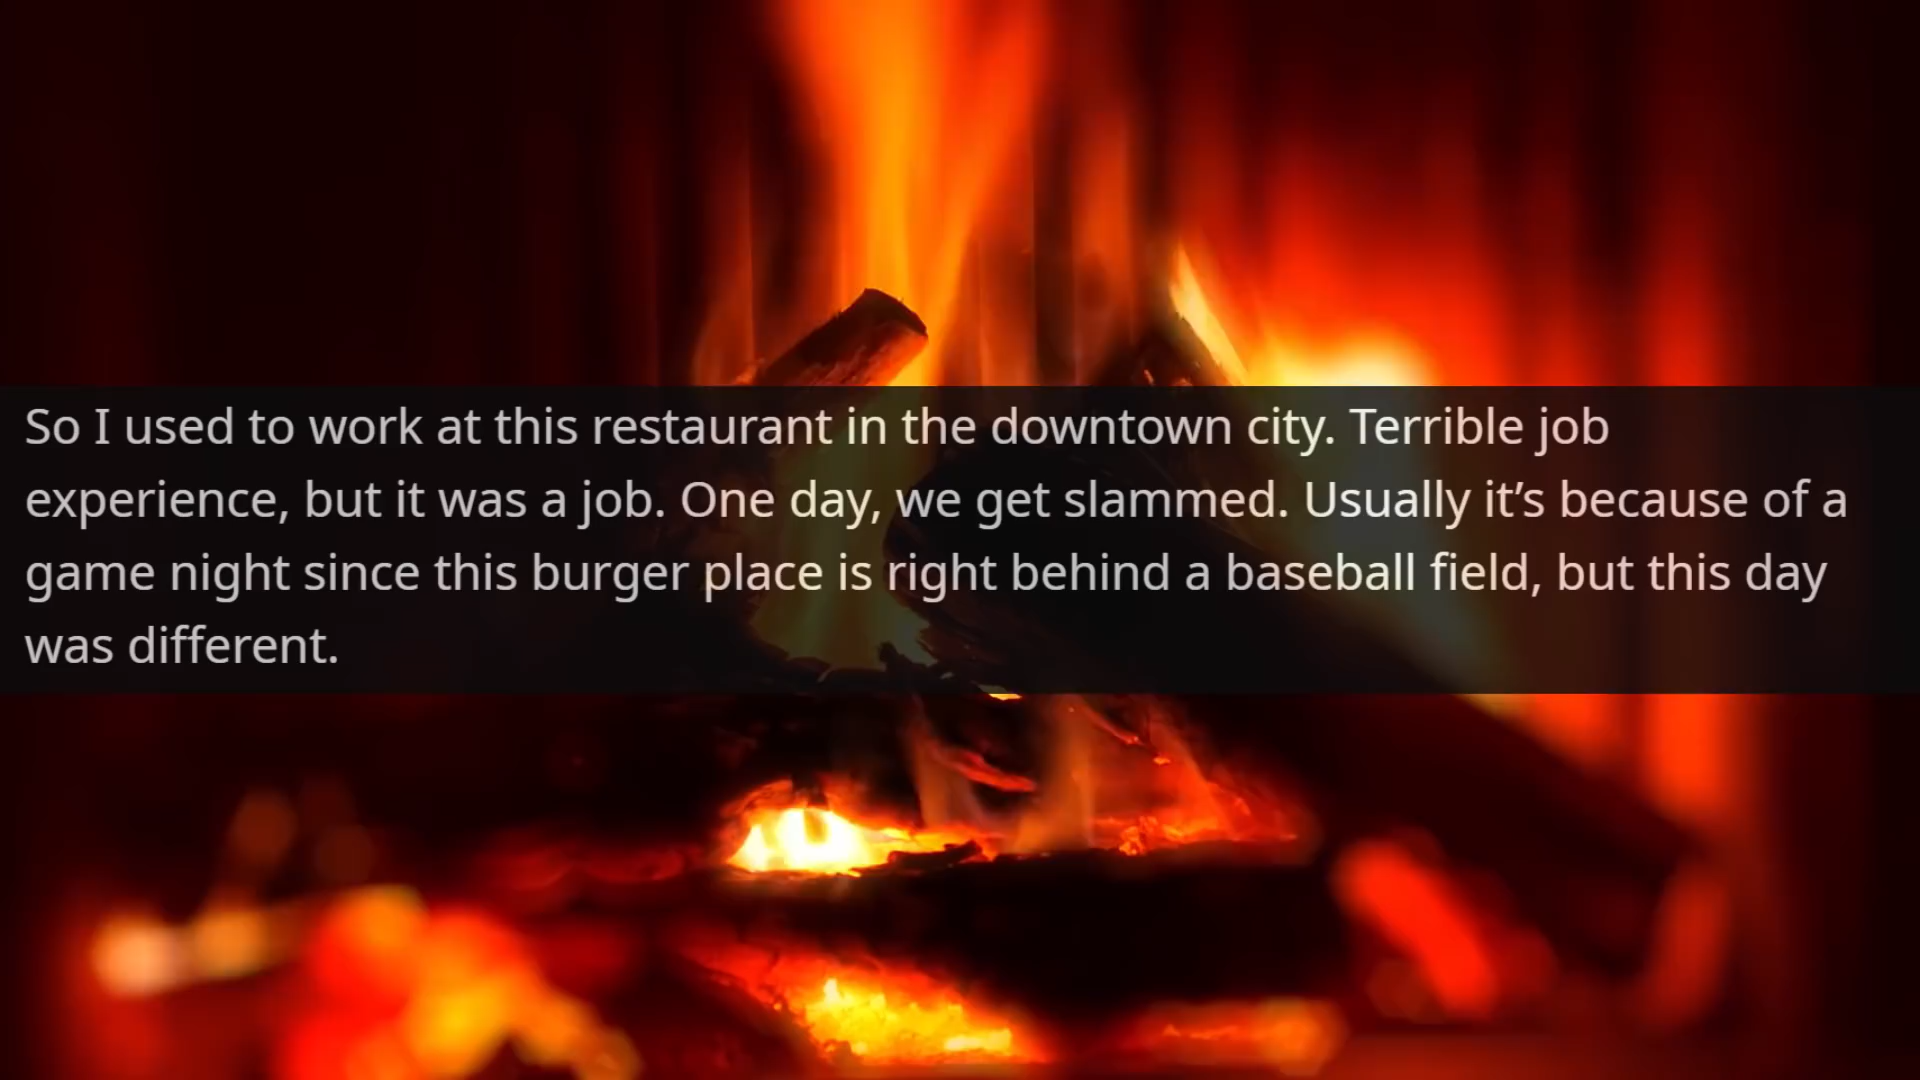 So I used to work at this restaurant in the downtown city. Terrible job
experience, but it was a job. One day, we get slammed. Usually it’s because of a
game night since this burger place is right behind a baseball field, but this day
was different.